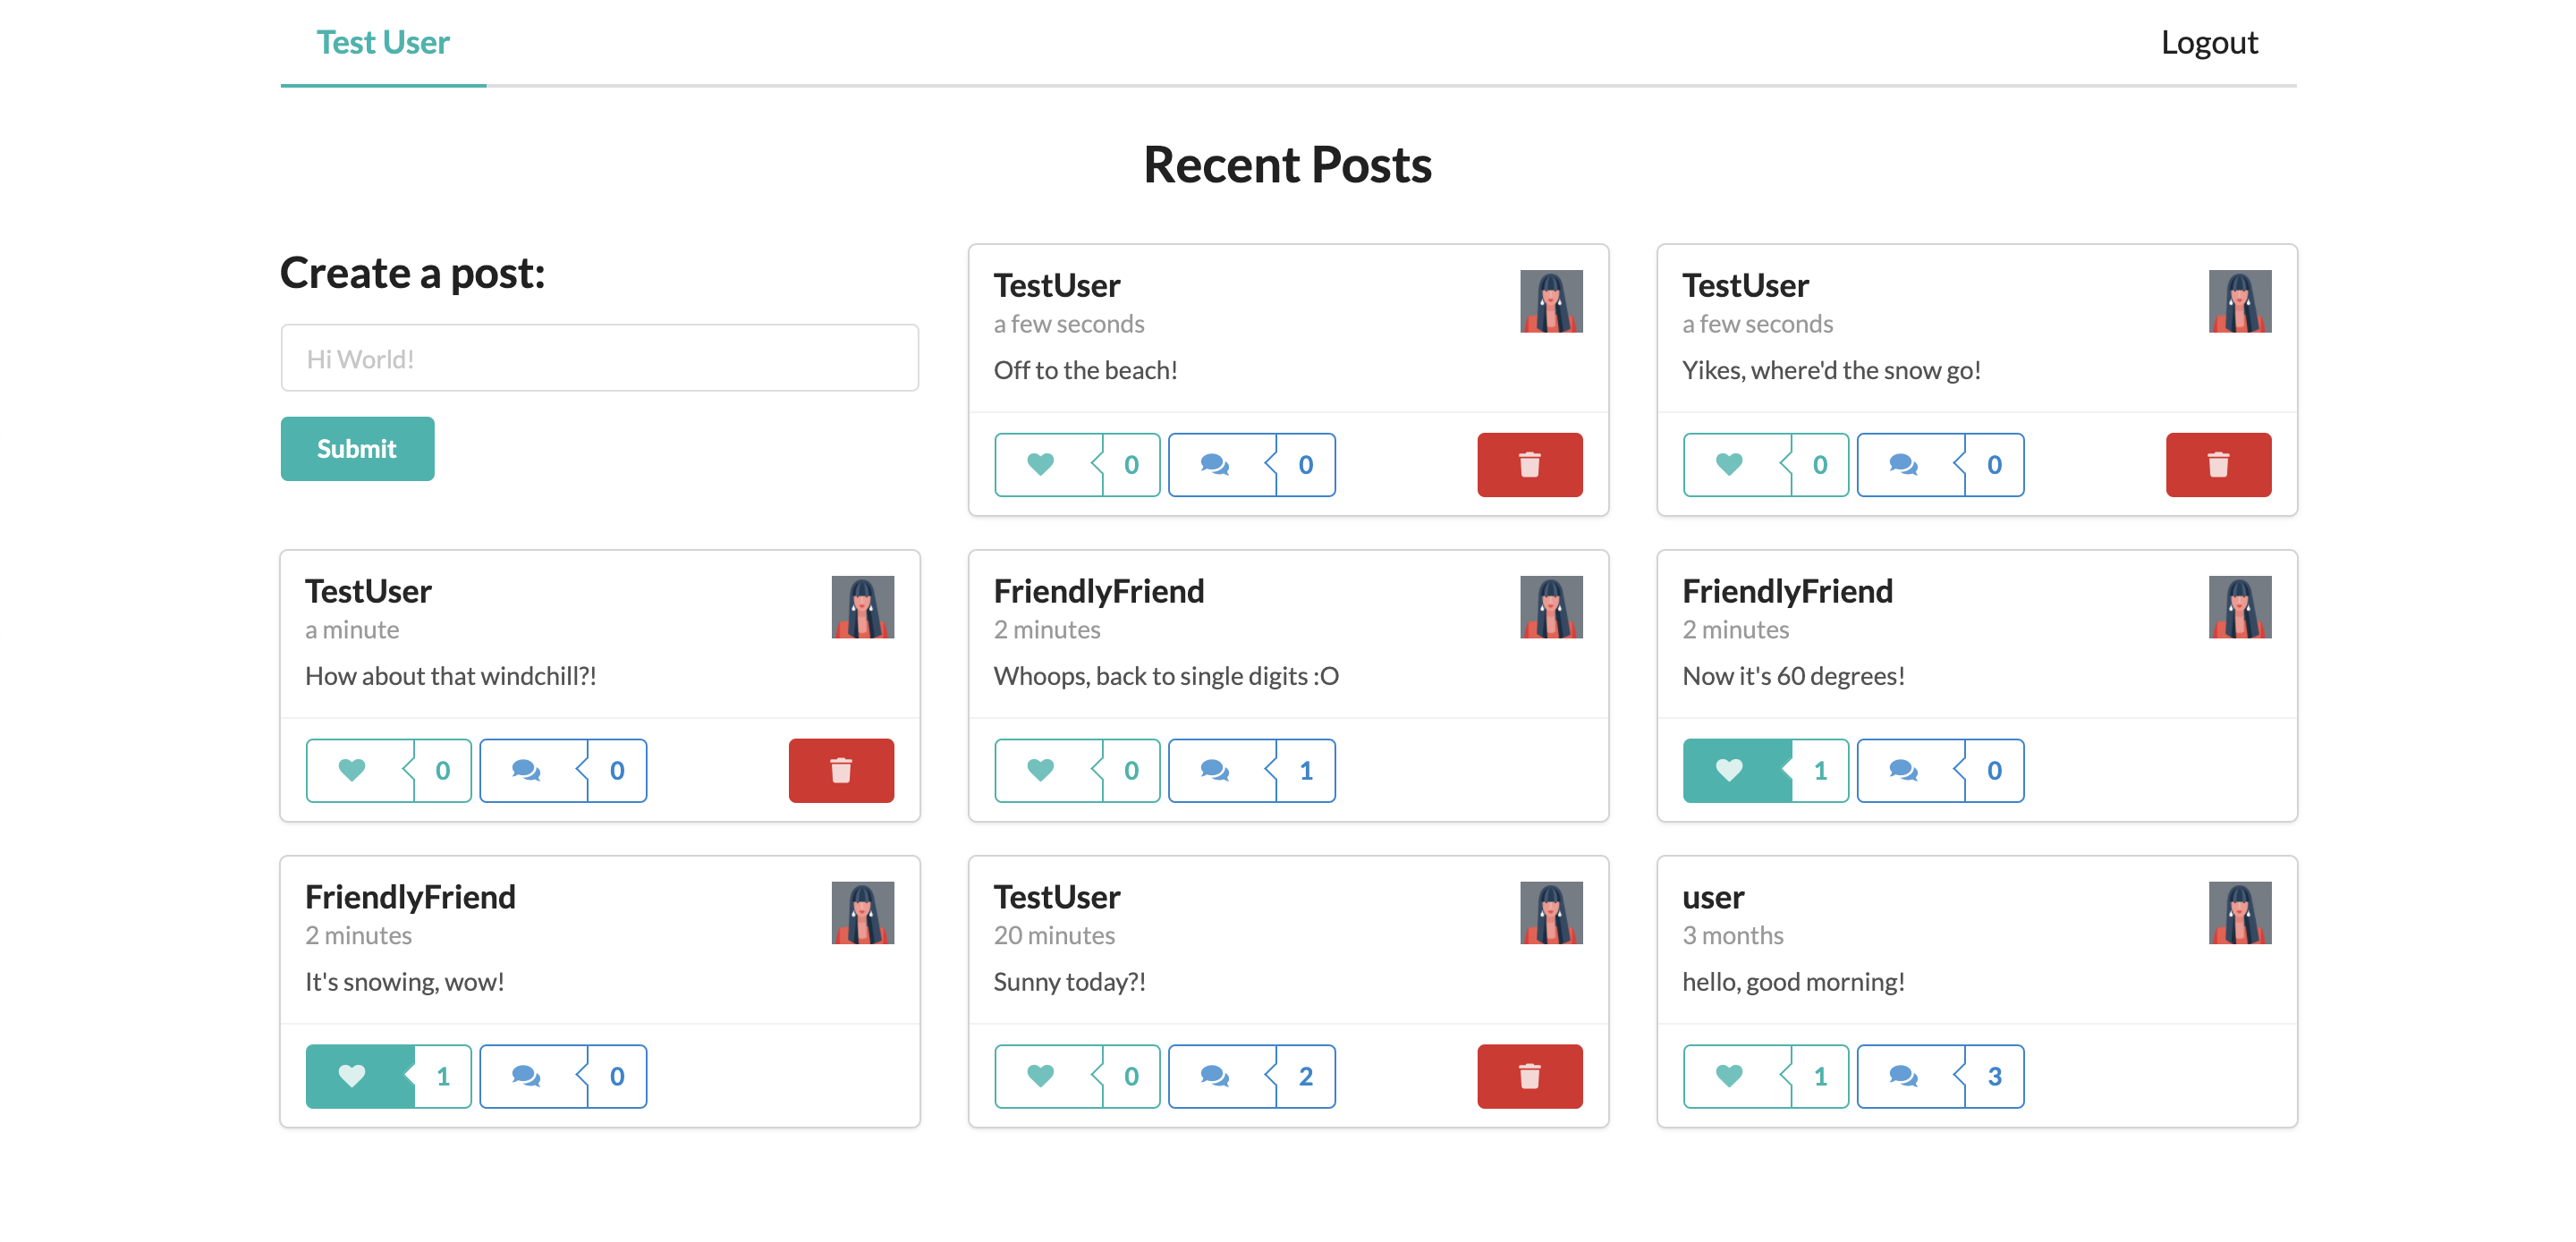 Test User
Logout
Recent Posts
Create a post:
Hi World!
Submit
TestUser
a few seconds
Off to the beach!
0
0
TestUser
a few seconds
Yikes, where'd the snow go!
0
0
TestUser
a minute
How about that windchill?!
0
0
FriendlyFriend
2 minutes
Whoops, back to single digits :O
0
1
FriendlyFriend
2 minutes
Now it's 60 degrees!
1
0
FriendlyFriend
2 minutes
It's snowing, wow!
1
0
TestUser
20 minutes
Sunny today?!
0
2
user
3 months
hello, good morning!
1
3